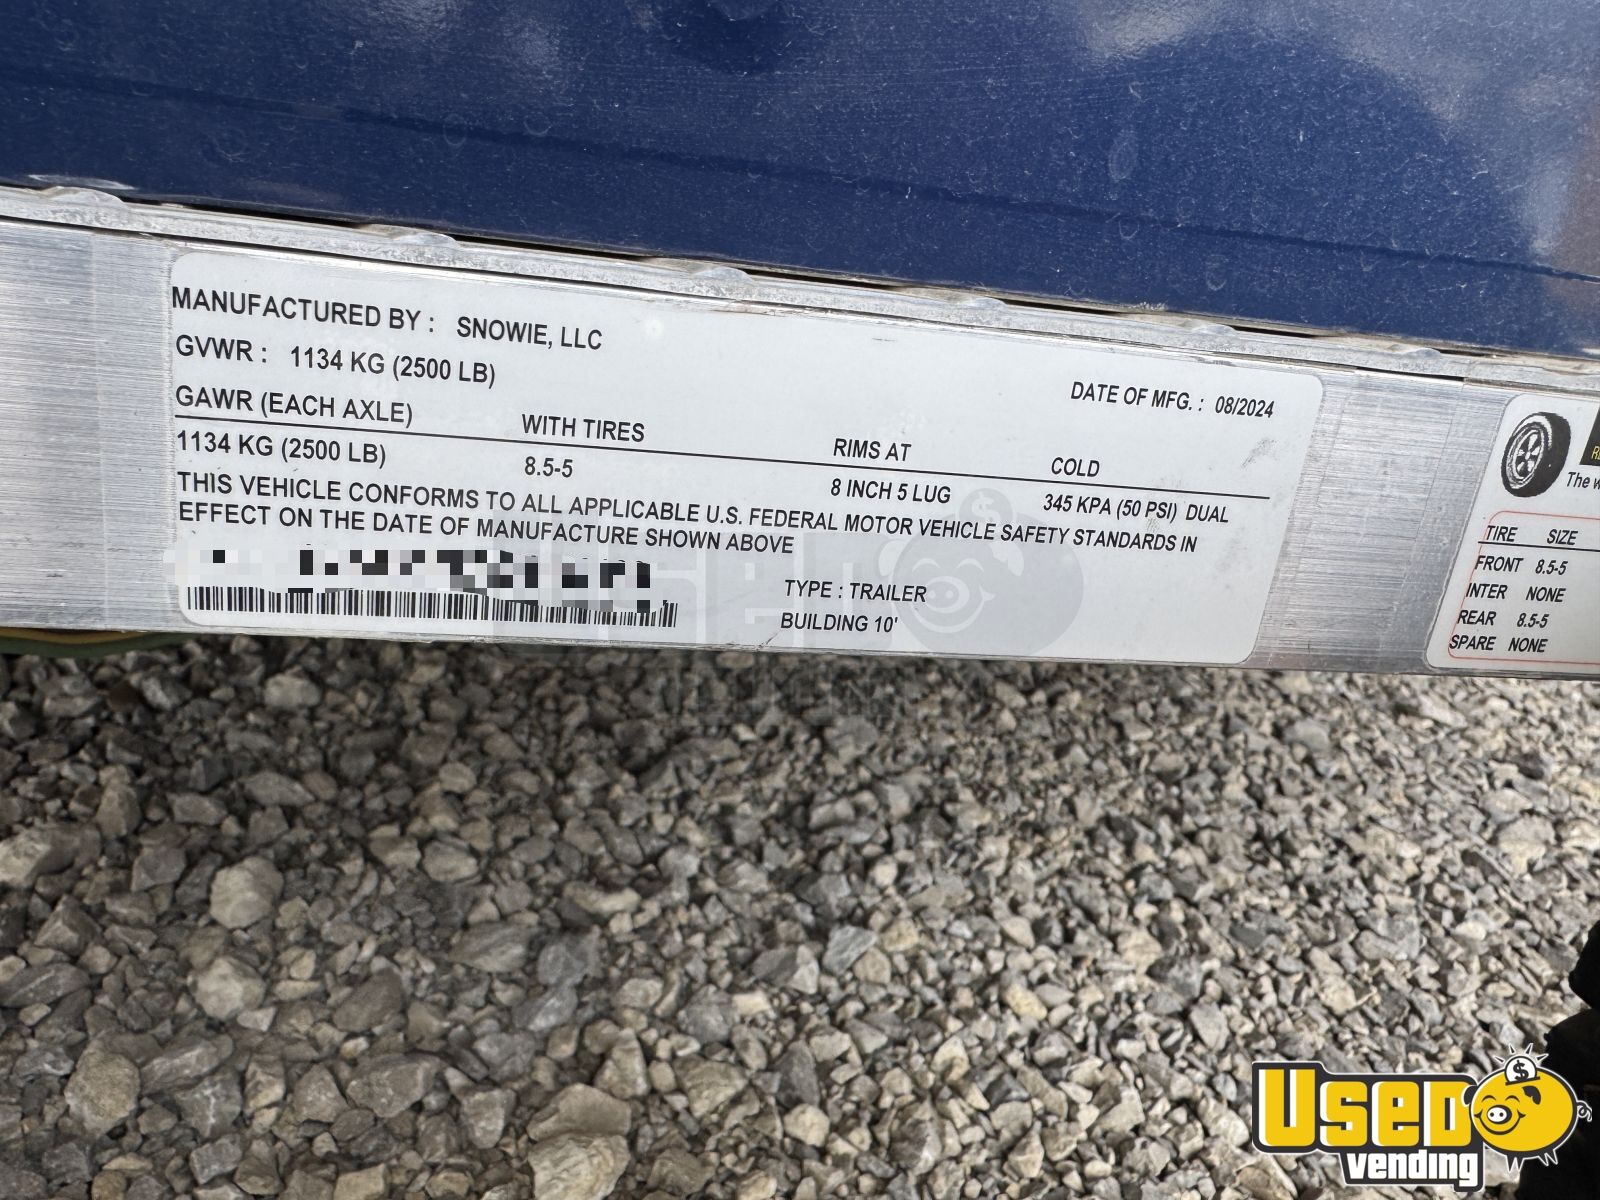 MANUFACTURED BY : SNOWIE, LLC
GVWR : 1134 KG (2500 LB)
DATE OF MFG. : 08/2024
GAWR (EACH AXLE) WITH TIRES RIMS AT COLD
1134 KG (2500 LB) 8.5-5 8 INCH 5 LUG 345 KPA (50 PSI) DUAL
THIS VEHICLE CONFORMS TO ALL APPLICABLE U.S. FEDERAL MOTOR VEHICLE SAFETY STANDARDS IN
EFFECT ON THE DATE OF MANUFACTURE SHOWN ABOVE
TYPE : TRAILER
BUILDING 10'
The
TIRE SIZE
FRONT 8.5-5
INTER NONE
REAR 8.5-5
SPARE NONE
USED
vending